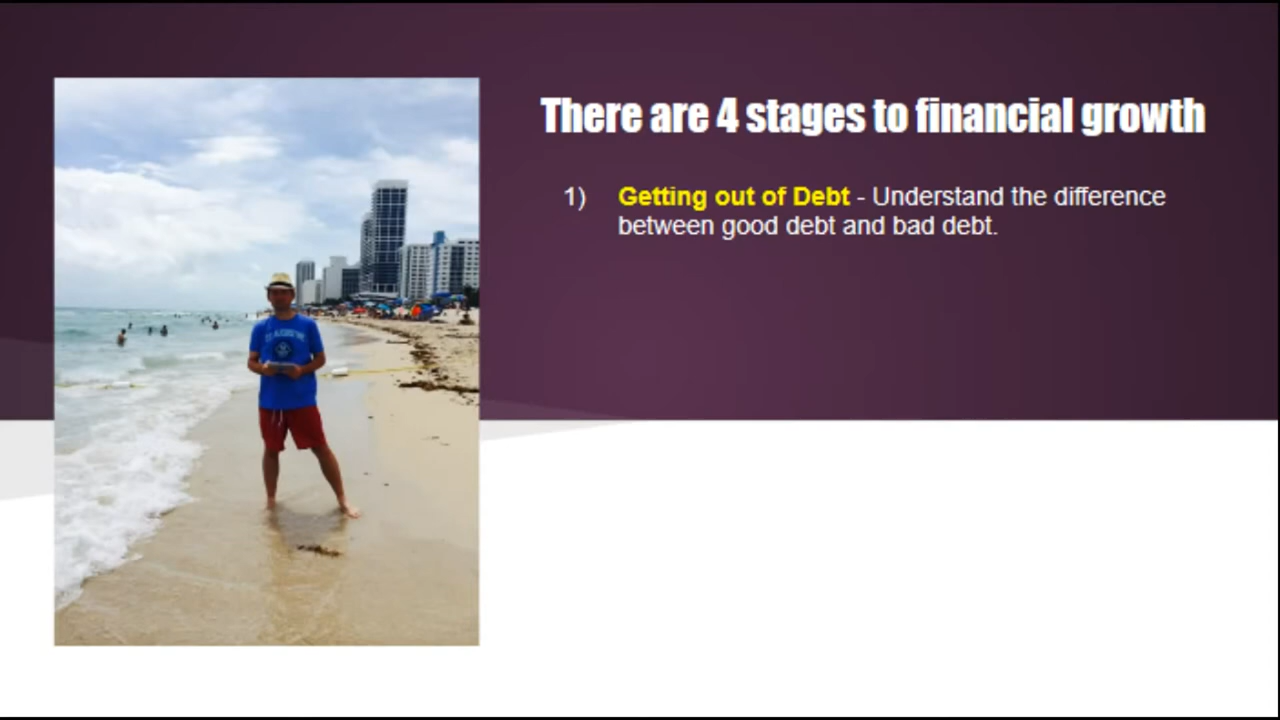 There are 4 stages to financial growth
1) Getting out of Debt - Understand the difference
between good debt and bad debt.